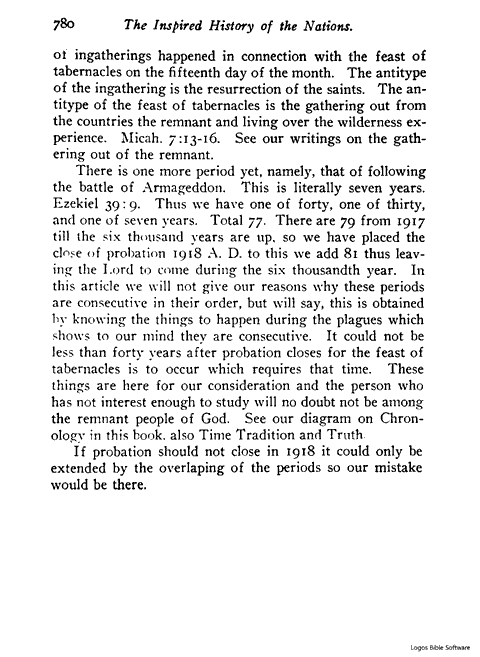 780 The Inspired History of the Nations.
of ingatherings happened in connection with the feast of
tabernacles on the fifteenth day of the month. The antitype
of the ingathering is the resurrection of the saints. The an-
titype of the feast of tabernacles is the gathering out from
the countries the remnant and living over the wilderness ex-
perience. Micah. 7:13-16. See our writings on the gath-
ering out of the remnant.
There is one more period yet, namely, that of following
the battle of Armageddon. This is literally seven years.
Ezekiel 39:9. Thus we have one of forty, one of thirty,
and one of seven years. Total 77. There are 79 from 1917
till the six thousand years are up, so we have placed the
close of probation 1918 A. D. to this we add 81 thus leav-
ing the Lord to come during the six thousandth year. In
this article we will not give our reasons why these periods
are consecutive in their order, but will say, this is obtained
by knowing the things to happen during the plagues which
shows to our mind they are consecutive. It could not be
less than forty years after probation closes for the feast of
tabernacles is to occur which requires that time. These
things are here for our consideration and the person who
has not interest enough to study will no doubt not be among
the remnant people of God. See our diagram on Chron-
ology in this book, also Time Tradition and Truth.
If probation should not close in 1918 it could only be
extended by the overlaping of the periods so our mistake
would be there.
Logos Bible Software